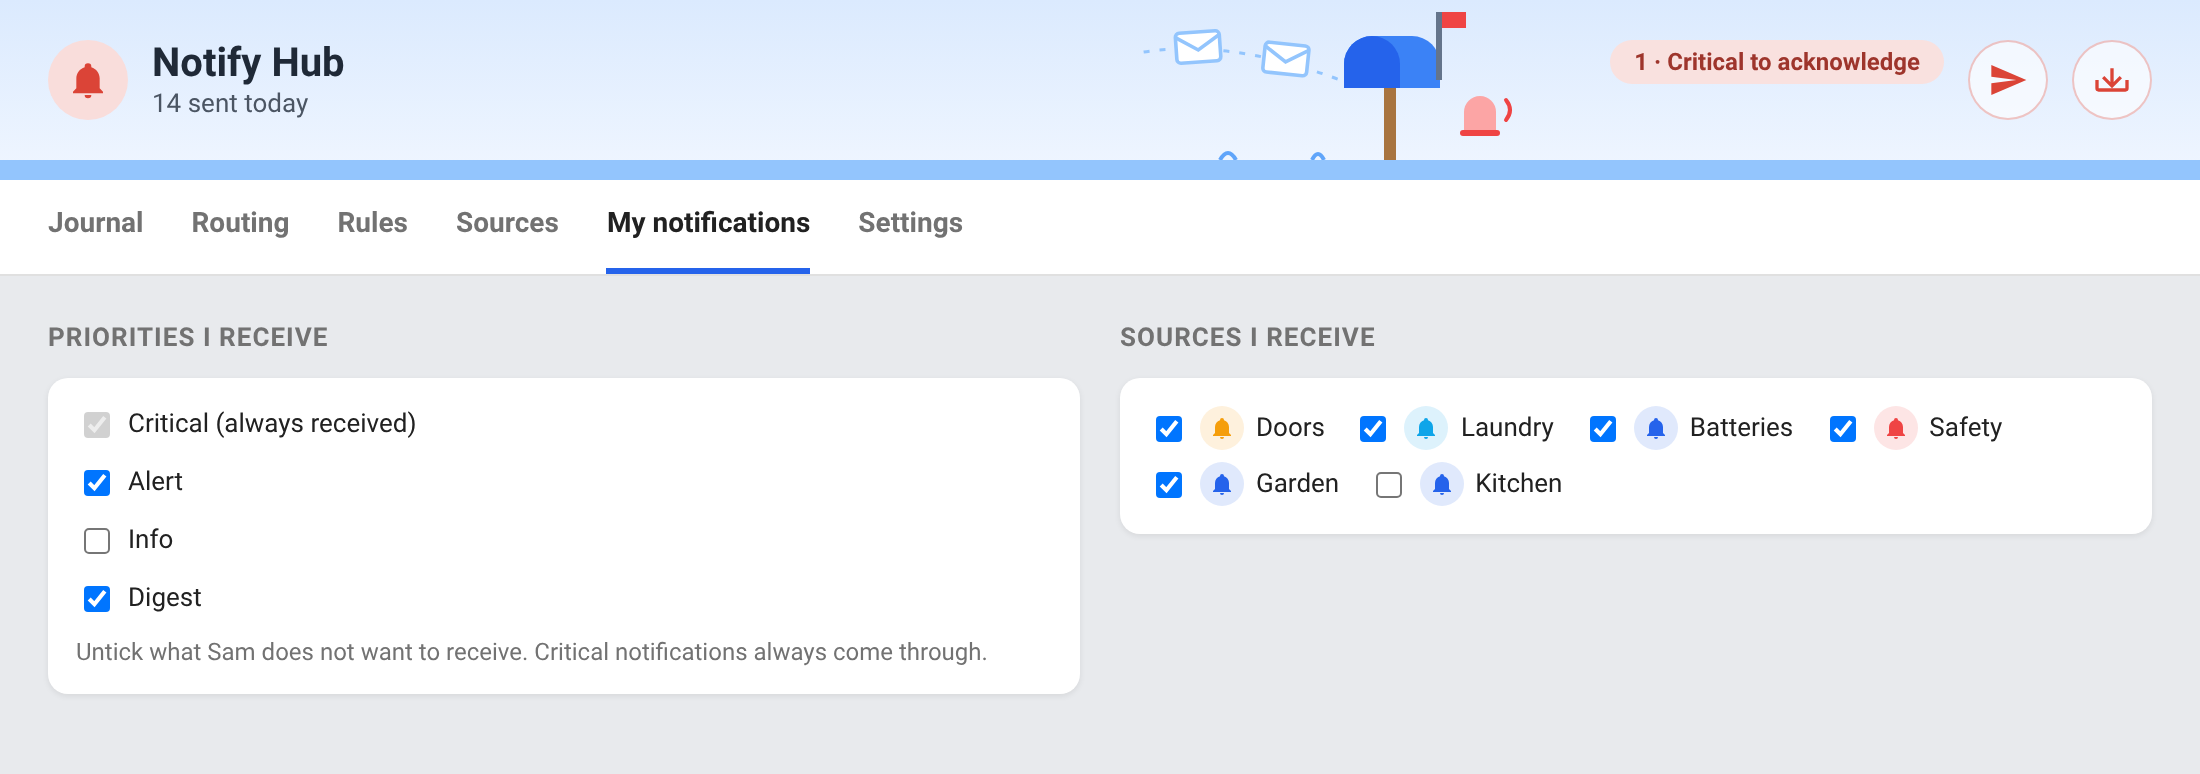 Notify Hub
14 sent today
1 · Critical to acknowledge
Journal Routing Rules Sources My notifications Settings
PRIORITIES I RECEIVE
Critical (always received)
Alert
Info
Digest
Untick what Sam does not want to receive. Critical notifications always come through.
SOURCES I RECEIVE
Doors Laundry Batteries Safety
Garden Kitchen